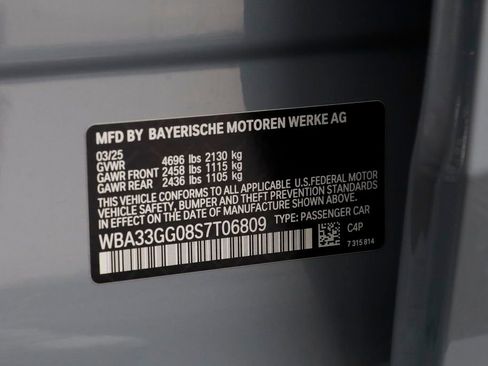 MFD BY BAYERISCHE MOTOREN WERKE AG
03/25
GVWR 4696 lbs 2130 kg
GAWR FRONT 2458 lbs 1115 kg
GAWR REAR 2436 lbs 1105 kg
THIS VEHICLE CONFORMS TO ALL APPLICABLE U.S.FEDERAL MOTOR
VEHICLE SAFETY, BUMPER AND THEFT PREVENTION STANDARDS
IN EFFECT ON THE DATE OF MANUFACTURE SHOWN ABOVE.
WBA33GG08S7T06809 TYPE: PASSENGER CAR
C4P
7 315 814